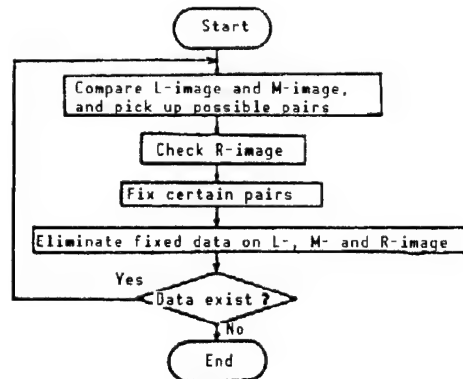 Start
Compare L-image and M-image,
and pick up possible pairs
Check R-image
Fix certain pairs
Eliminate fixed data on L-, M- and R-image
Yes
Data exist ?
No
End